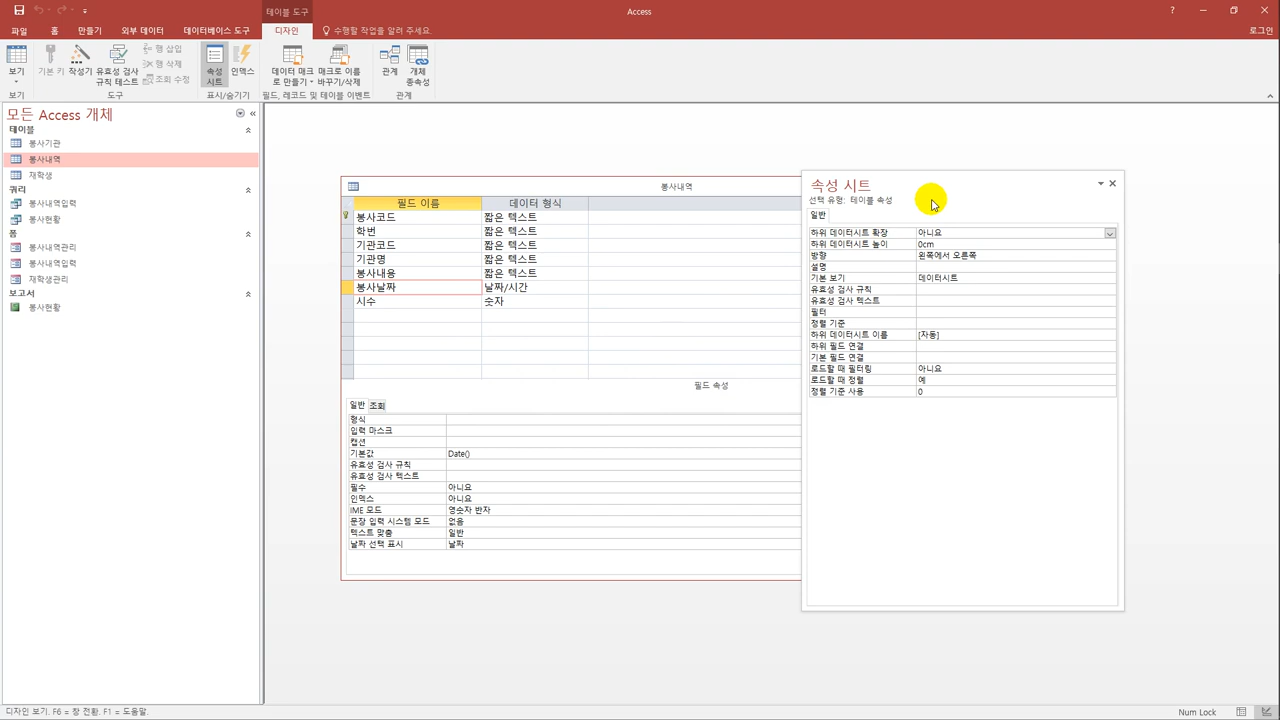 테이블 도구
Access
?
파일
홈
만들기
외부 데이터
데이터베이스 도구
디자인
수행할 작업을 알려 주세요.
로그인
보기
기본 키
작성기
유효성 검사
규칙 테스트
행 삽입
행 삭제
조회 수정
속성
시트
인덱스
데이터 매크
로 만들기
매크로 이름
바꾸기/삭제
관계
개체
종속성
보기
도구
표시/숨기기
필드, 레코드 및 테이블 이벤트
관계
모든 Access 개체
테이블
봉사기관
봉사내역
재학생
쿼리
봉사내역입력
봉사현황
폼
봉사내역관리
봉사내역입력
재학생관리
보고서
봉사현황
봉사내역
필드 이름 데이터 형식
봉사코드 짧은 텍스트
학번 짧은 텍스트
기관코드 짧은 텍스트
기관명 짧은 텍스트
봉사내용 짧은 텍스트
봉사날짜 날짜/시간
시수 숫자
필드 속성
일반 조회
형식
입력 마스크
캡션
기본값 Date()
유효성 검사 규칙
유효성 검사 텍스트
필수 아니요
인덱스 아니요
IME 모드 영숫자 반자
문장 입력 시스템 모드 없음
텍스트 맞춤 일반
날짜 선택 표시 날짜
속성 시트
선택 유형: 테이블 속성
일반
하위 데이터시트 확장 아니요
하위 데이터시트 높이 0cm
방향 왼쪽에서 오른쪽
설명
기본 보기 데이터시트
유효성 검사 규칙
유효성 검사 텍스트
필터
정렬 기준
하위 데이터시트 이름 [자동]
하위 필드 연결
기본 필드 연결
로드할 때 필터링 아니요
로드할 때 정렬 예
정렬 기준 사용 0
디자인 보기. F6 = 창 전환. F1 = 도움말.
Num Lock